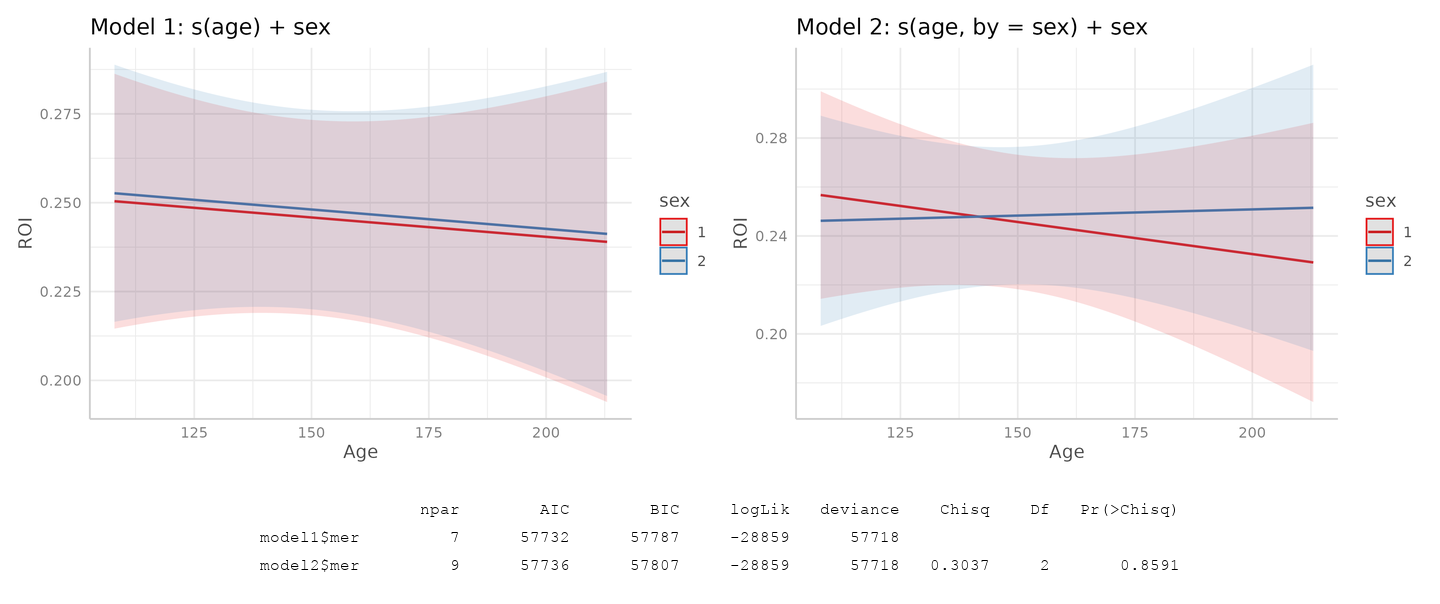 Model 1: s(age) + sex
0.275
0.250
0.225
0.200
ROI
125 150 175 200
Age
sex
1
2
Model 2: s(age, by = sex) + sex
0.28
0.24
0.20
ROI
125 150 175 200
Age
sex
1
2
npar AIC BIC logLik deviance Chisq Df Pr(>Chisq)
model1$mer 7 57732 57787 -28859 57718
model2$mer 9 57736 57807 -28859 57718 0.3037 2 0.8591